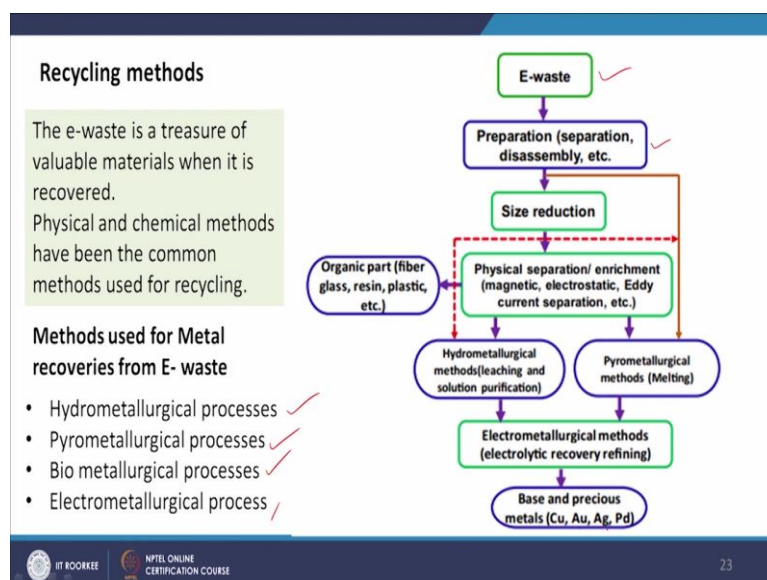 Recycling methods
The e-waste is a treasure of
valuable materials when it is
recovered.
Physical and chemical methods
have been the common
methods used for recycling.
Methods used for Metal
recoveries from E- waste
• Hydrometallurgical processes
• Pyrometallurgical processes
• Bio metallurgical processes
• Electrometallurgical process
E-waste
Preparation (separation,
disassembly, etc.
Size reduction
Organic part (fiber
glass, resin, plastic,
etc.)
Physical separation/ enrichment
(magnetic, electrostatic, Eddy
current separation, etc.)
Hydrometallurgical
methods(leaching and
solution purification)
Pyrometallurgical
methods (Melting)
Electrometallurgical methods
(electrolytic recovery refining)
Base and precious
metals (Cu, Au, Ag, Pd)
IIT ROORKEE
NPTEL ONLINE
CERTIFICATION COURSE
23